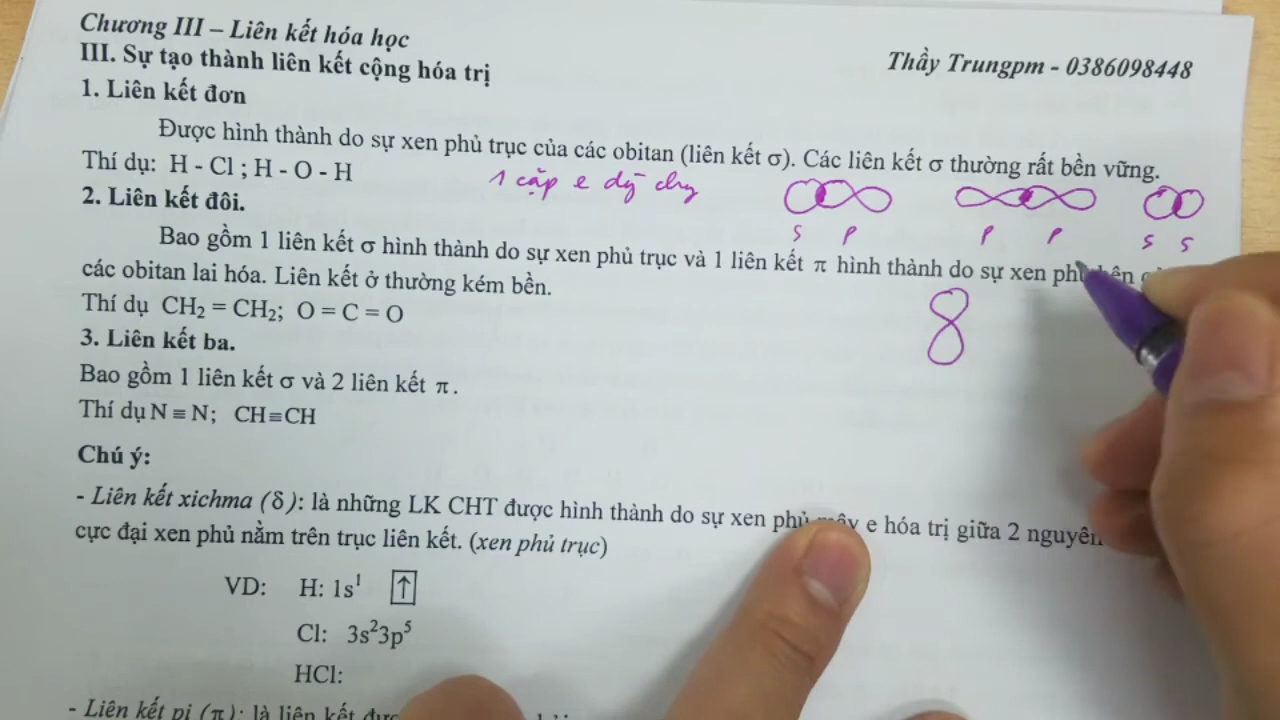 Chương III – Liên kết hóa học
Thầy Trungpm - 0386098448
III. Sự tạo thành liên kết cộng hóa trị
1. Liên kết đơn
Được hình thành do sự xen phủ trục của các obitan (liên kết σ). Các liên kết σ thường rất bền vững.
Thí dụ: H - Cl ; H - O - H
1 cặp e
s p p p s s
2. Liên kết đôi.
Bao gồm 1 liên kết σ hình thành do sự xen phủ trục và 1 liên kết π hình thành do sự xen phủ bên
các obitan lai hóa. Liên kết ở thường kém bền.
Thí dụ CH₂ = CH₂; O = C = O
8
3. Liên kết ba.
Bao gồm 1 liên kết σ và 2 liên kết π.
Thí dụ N ≡ N; CH≡CH
Chú ý:
- Liên kết xichma (δ): là những LK CHT được hình thành do sự xen phủ mây e hóa trị giữa 2 nguyên
cực đại xen phủ nằm trên trục liên kết. (xen phủ trục)
VD: H: 1s¹ ↑
Cl: 3s²3p⁵
HCl:
- Liên kết pi (π): là liên kết